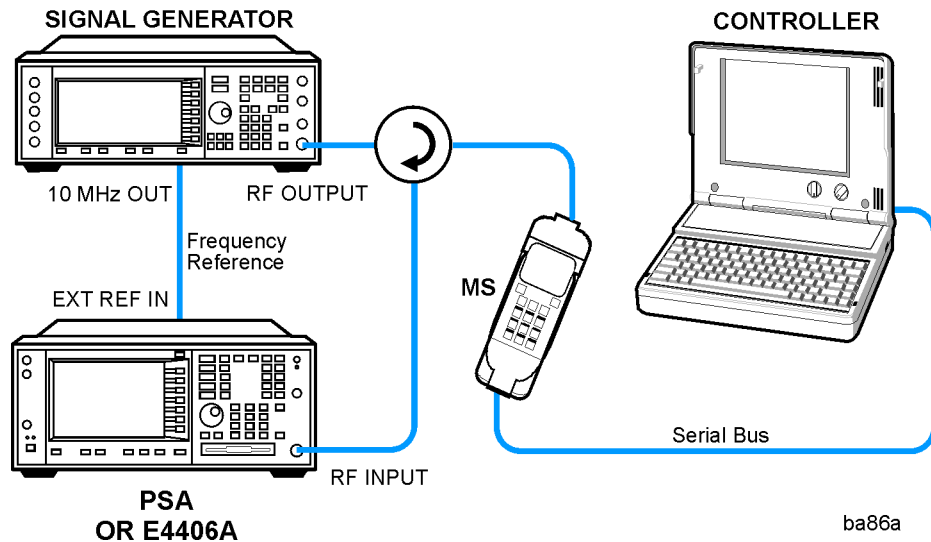 SIGNAL GENERATOR
CONTROLLER
10 MHz OUT
RF OUTPUT
Frequency
Reference
MS
EXT REF IN
Serial Bus
RF INPUT
PSA
OR E4406A
ba86a